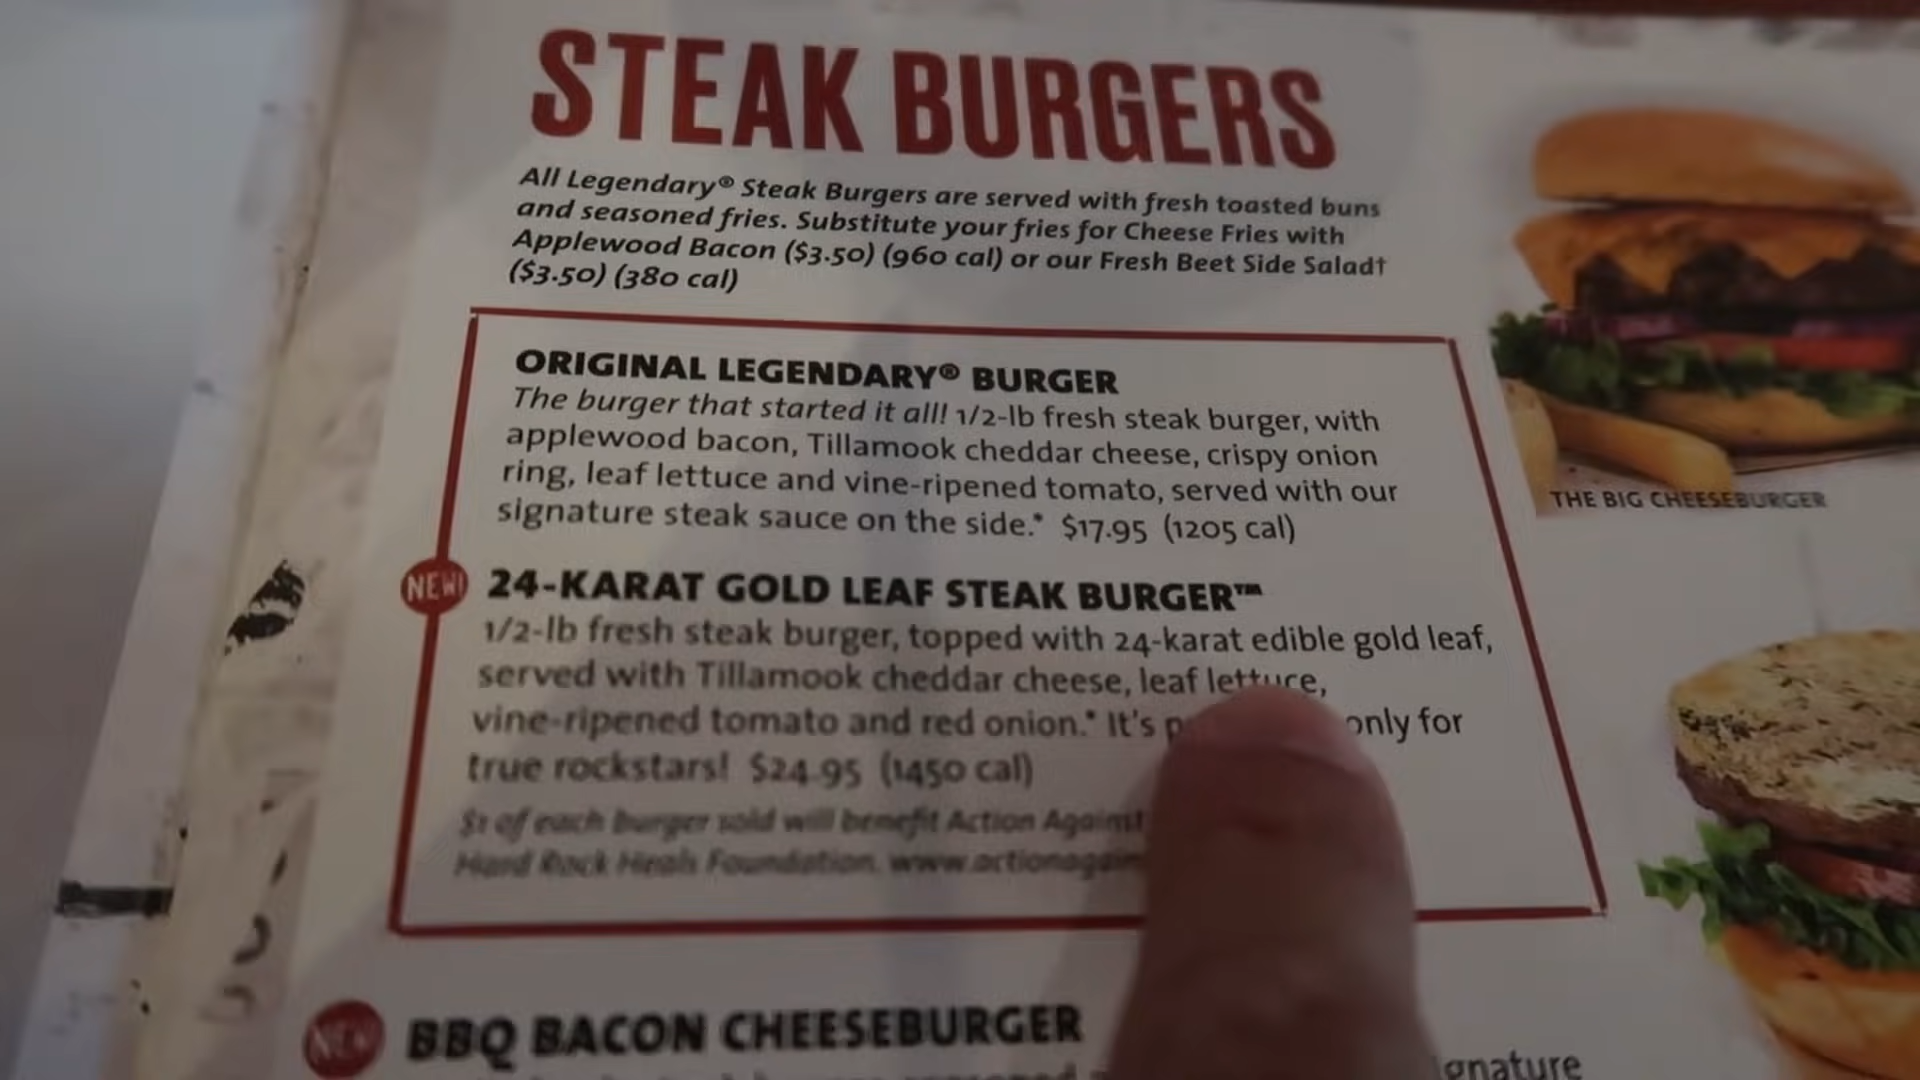 STEAK BURGERS
All Legendary® Steak Burgers are served with fresh toasted buns
and seasoned fries. Substitute your fries for Cheese Fries with
Applewood Bacon ($3.50) (960 cal) or our Fresh Beet Side Salad†
($3.50) (380 cal)
ORIGINAL LEGENDARY® BURGER
The burger that started it all! 1/2-lb fresh steak burger, with
applewood bacon, Tillamook cheddar cheese, crispy onion
ring, leaf lettuce and vine-ripened tomato, served with our
signature steak sauce on the side.* $17.95 (1205 cal)
THE BIG CHEESEBURGER
NEW! 24-KARAT GOLD LEAF STEAK BURGER™
1/2-lb fresh steak burger, topped with 24-karat edible gold leaf,
served with Tillamook cheddar cheese, leaf lettuce,
vine-ripened tomato and red onion.* It's only for
true rockstars! $24.95 (1450 cal)
$1 of each burger sold will benefit Action Against
Hard Rock Heals Foundation. www.actionagain
NEW BBQ BACON CHEESEBURGER